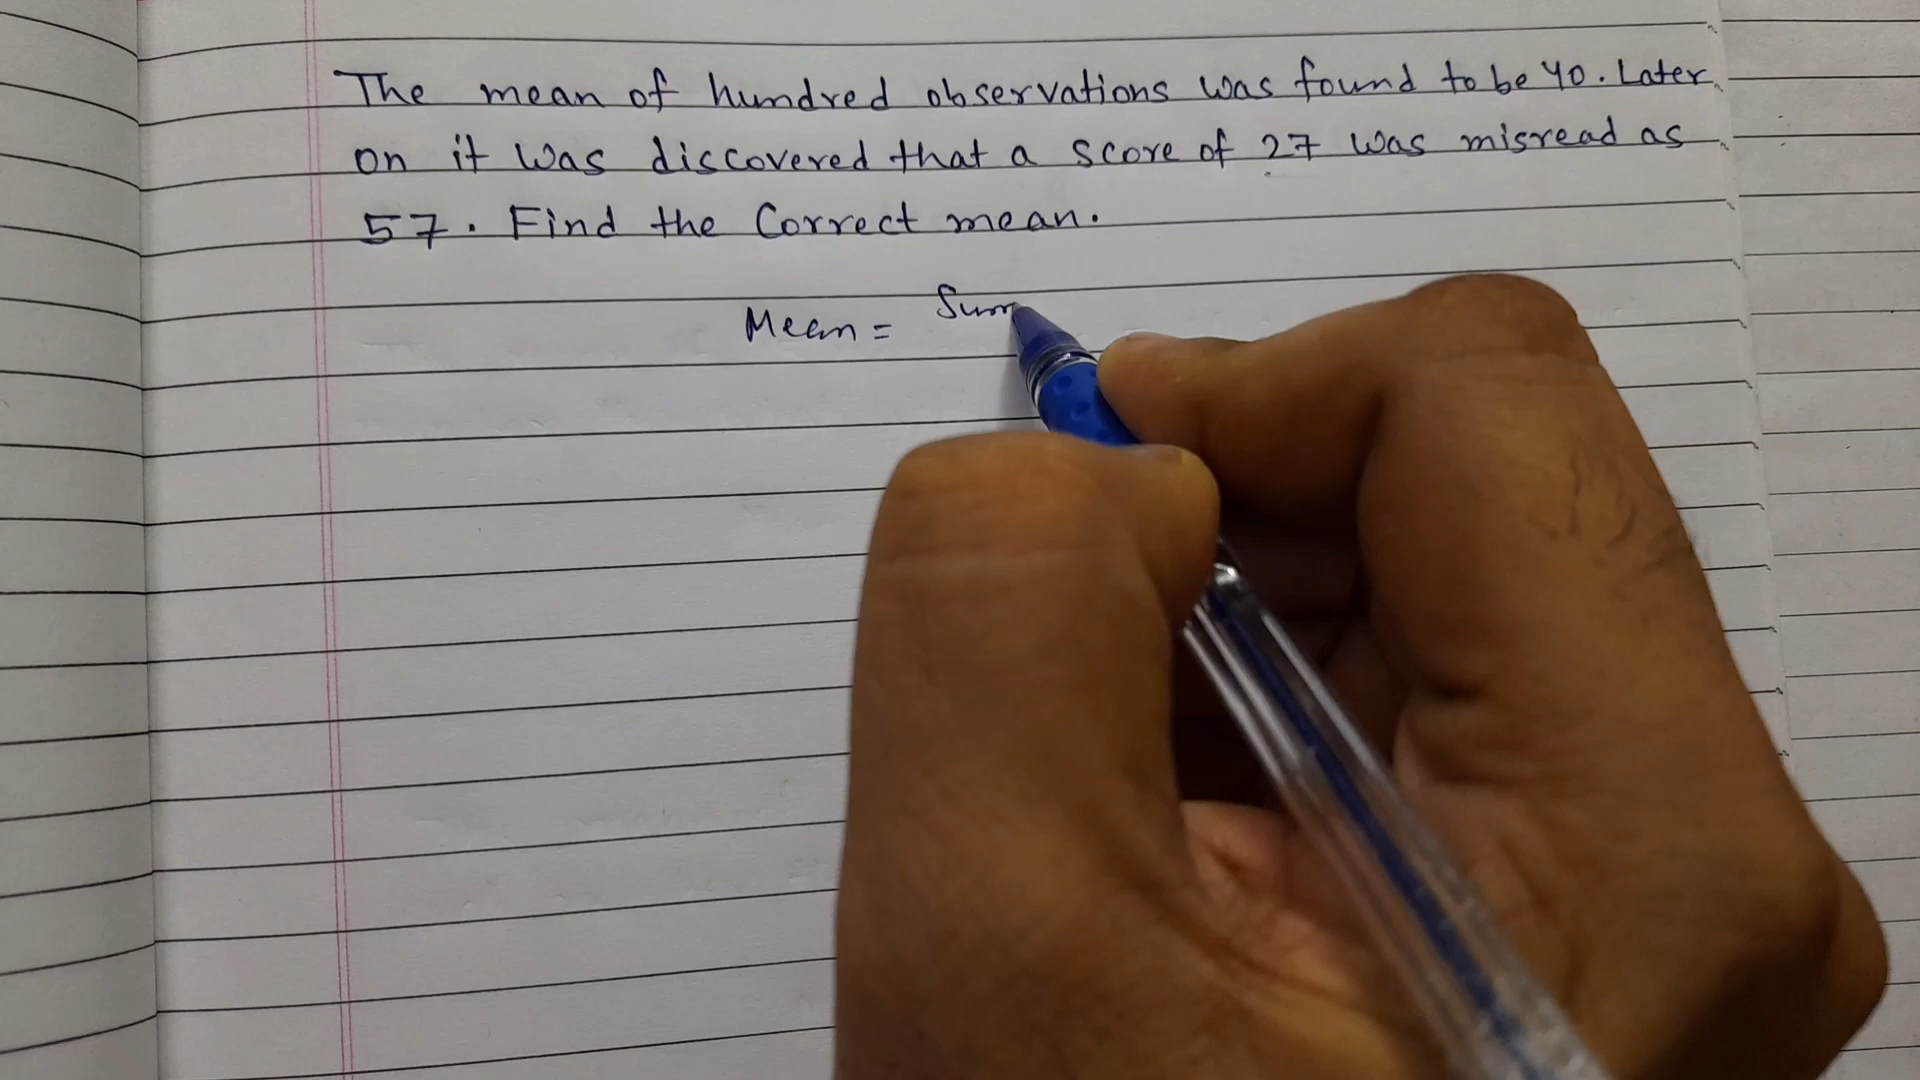 The mean of hundred observations was found to be 40. Later
on it was discovered that a score of 27 was misread as
57. Find the Correct mean.
Mean = Sum